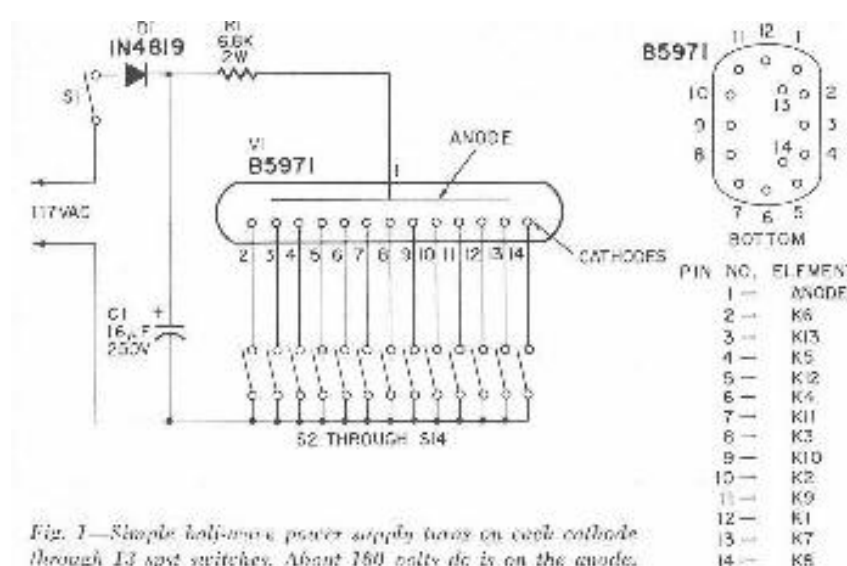 D1
1N4819
R1
6.8K
2W
S1
V1
B5971
1
ANODE
117VAC
2 3 4 5 6 7 8 9 10 11 12 13 14
CATHODES
C1
+
16µF
250V
S2 THROUGH S14
B5971
11 12 1
10 13 2
9 3
8 14 4
7 6 5
BOTTOM
PIN NO. ELEMENT
1 — ANODE
2 — K6
3 — K13
4 — K5
5 — K12
6 — K4
7 — K11
8 — K3
9 — K10
10 — K2
11 — K9
12 — K1
13 — K7
14 — K8
Fig. 1—Simple half-wave power supply turns on each cathode
through 13 spst switches. About 180 volts dc is on the anode.